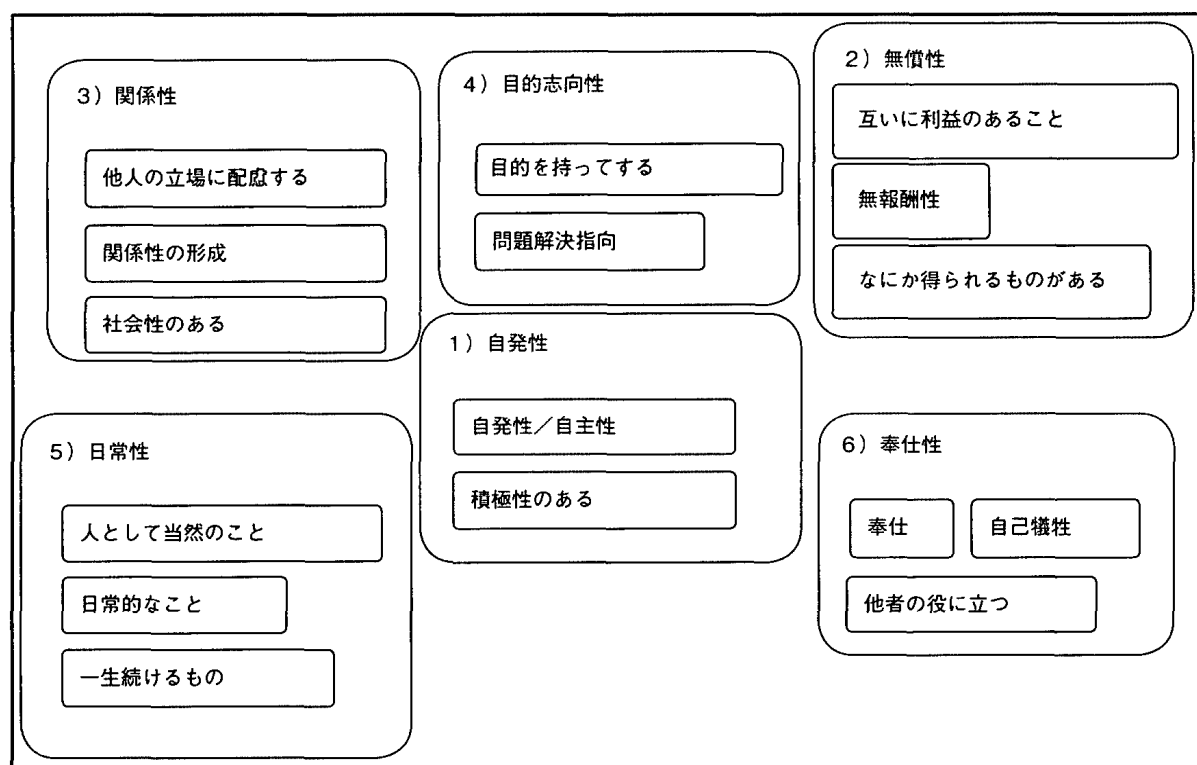 3）関係性
他人の立場に配慮する
関係性の形成
社会性のある
4）目的志向性
目的を持ってする
問題解決指向
2）無償性
互いに利益のあること
無報酬性
なにか得られるものがある
1）自発性
自発性／自主性
積極性のある
5）日常性
人として当然のこと
日常的なこと
一生続けるもの
6）奉仕性
奉仕
自己犠牲
他者の役に立つ